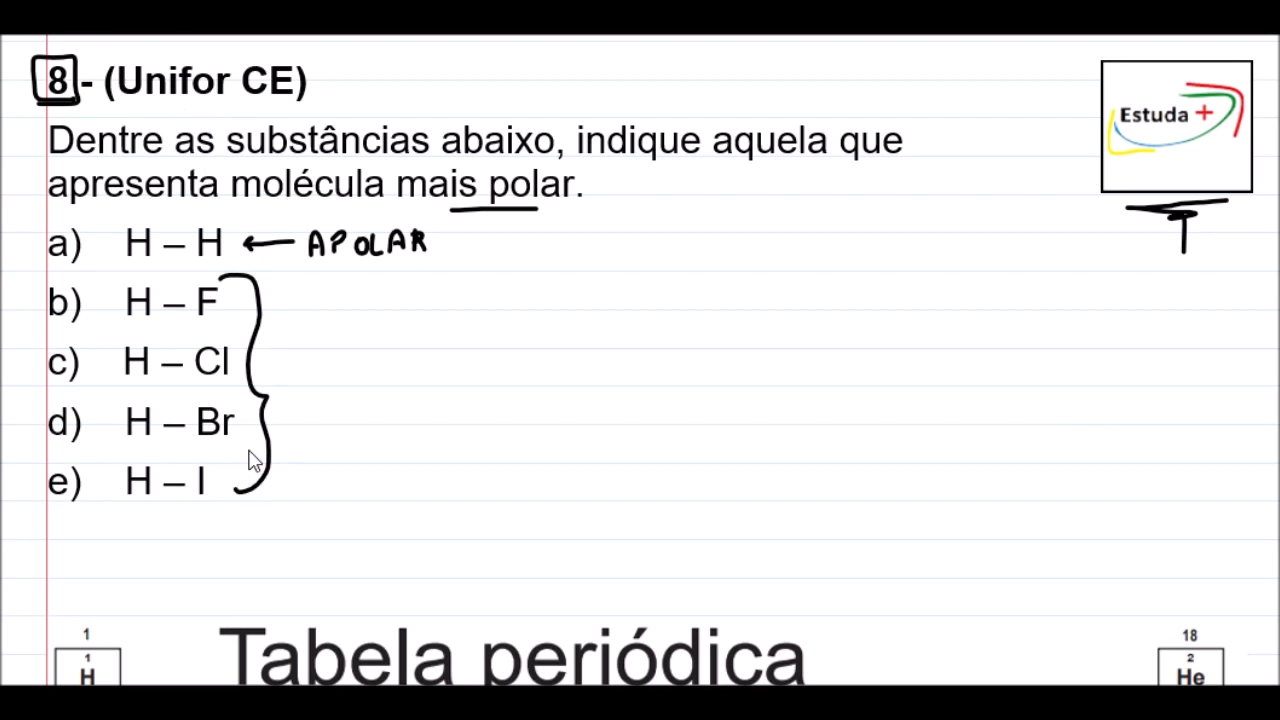 8- (Unifor CE)
Estuda +
Dentre as substâncias abaixo, indique aquela que
apresenta molécula mais polar.
a) H – H ← APOLAR
b) H – F
c) H – Cl
d) H – Br
e) H – I
1
18
Tabela periódica
1
2
H
He